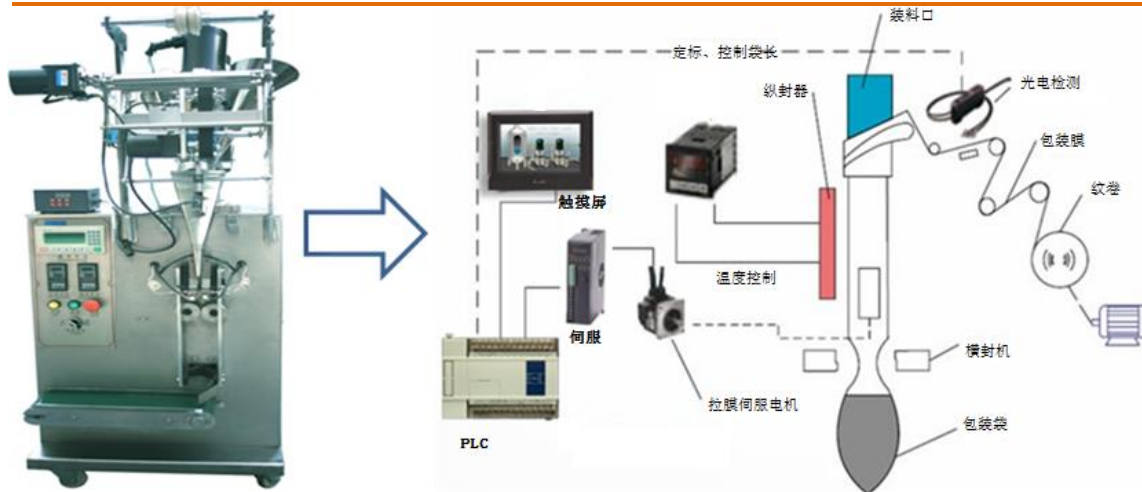 装料口
定标、控制袋长
纵封器
光电检测
包装膜
触摸屏
纹卷
温度控制
伺服
横封机
拉膜伺服电机
包装袋
PLC